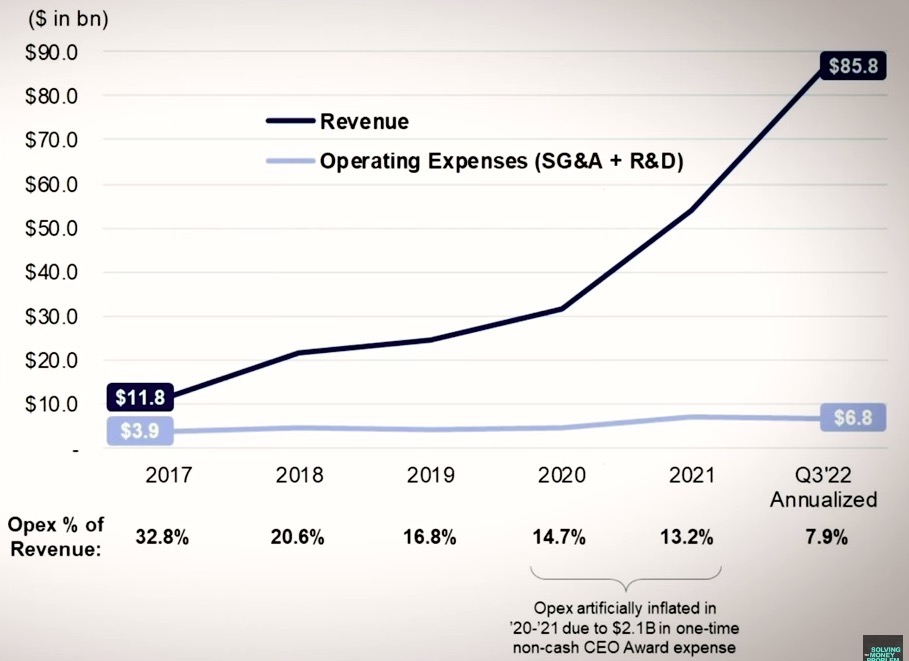 ($ in bn)
$90.0
$80.0
$70.0
$60.0
$50.0
$40.0
$30.0
$20.0
$10.0
-
Revenue
Operating Expenses (SG&A + R&D)
$85.8
$11.8
$3.9
$6.8
2017 2018 2019 2020 2021 Q3'22
Annualized
Opex % of
Revenue: 32.8% 20.6% 16.8% 14.7% 13.2% 7.9%
Opex artificially inflated in
'20-'21 due to $2.1B in one-time
non-cash CEO Award expense
SOLVING
THE MONEY
PROBLEM